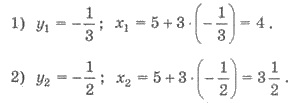 1) y₁ = −1/3 ; x₁ = 5 + 3 · (−1/3) = 4 .
2) y₂ = −1/2 ; x₂ = 5 + 3 · (−1/2) = 3 1/2 .